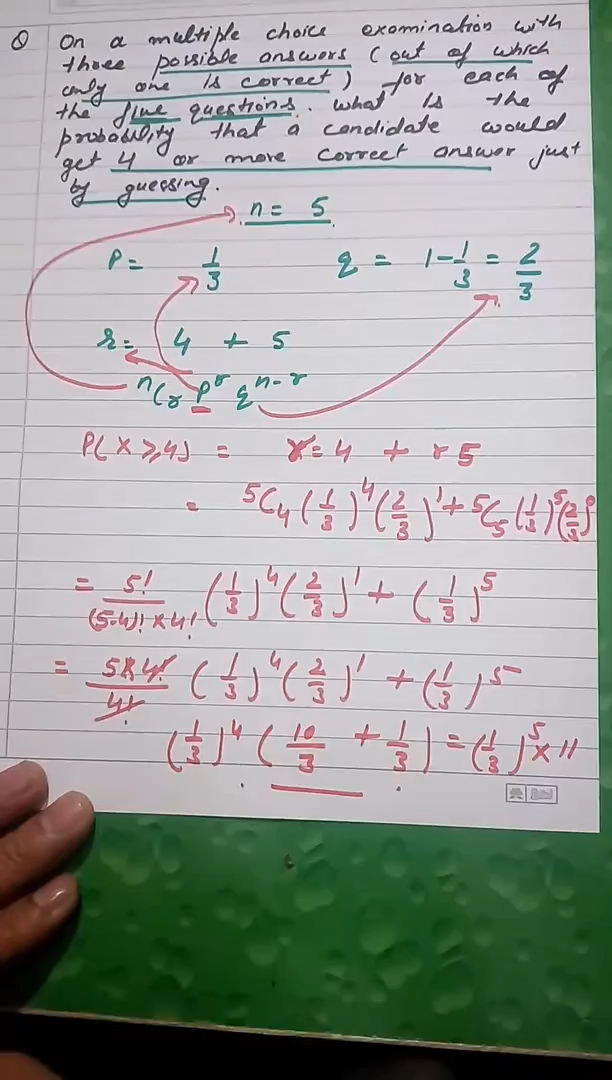 Q On a multiple choice examination with
three possible answers (out of which
only one is correct) for each of
the five questions. what is the
probability that a candidate would
get 4 or more correct answer just
by guessing.
n = 5
P = 1/3 q = 1-1/3 = 2/3
r = 4 + 5
nCr P^r q^n-r
P(X ≥ 4) = r=4 + r 5
= 5C4 (1/3)^4 (2/3)^1 + 5C5 (1/3)^5 (2/3)^0
= 5!/(5-4)! × 4! (1/3)^4 (2/3)^1 + (1/3)^5
= 5×4!/4! (1/3)^4 (2/3)^1 + (1/3)^5
(1/3)^4 (10/3 + 1/3) = (1/3)^5 × 11